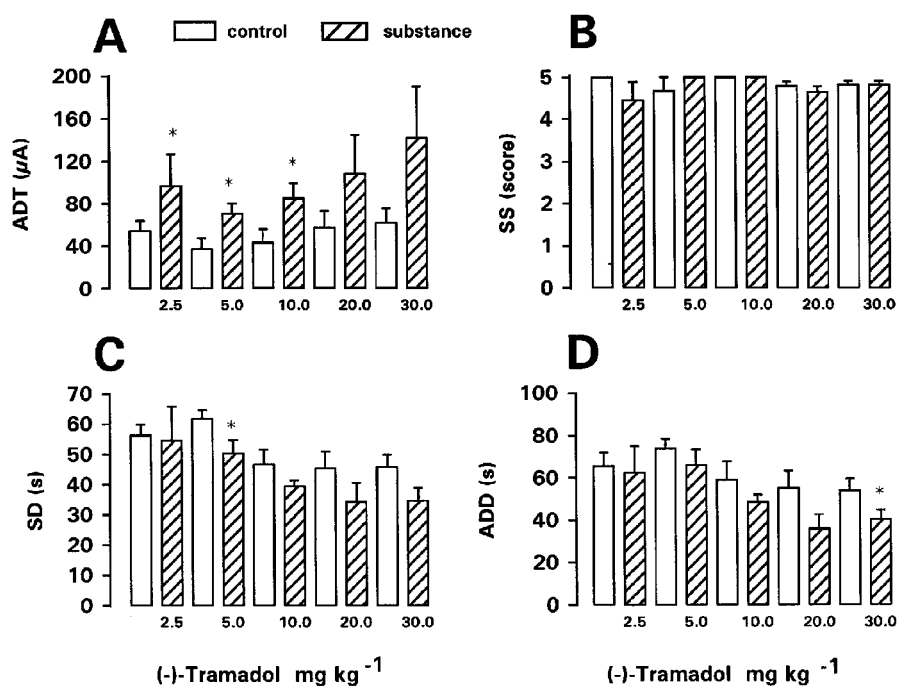 A
control
substance
B
200
160
120
80
40
0
ADT (µA)
*
*
*
2.5 5.0 10.0 20.0 30.0
5
4
3
2
1
0
SS (score)
2.5 5.0 10.0 20.0 30.0
C
70
60
50
40
30
20
10
0
SD (s)
*
2.5 5.0 10.0 20.0 30.0
(-)-Tramadol mg kg -1
D
100
80
60
40
20
0
ADD (s)
*
2.5 5.0 10.0 20.0 30.0
(-)-Tramadol mg kg -1